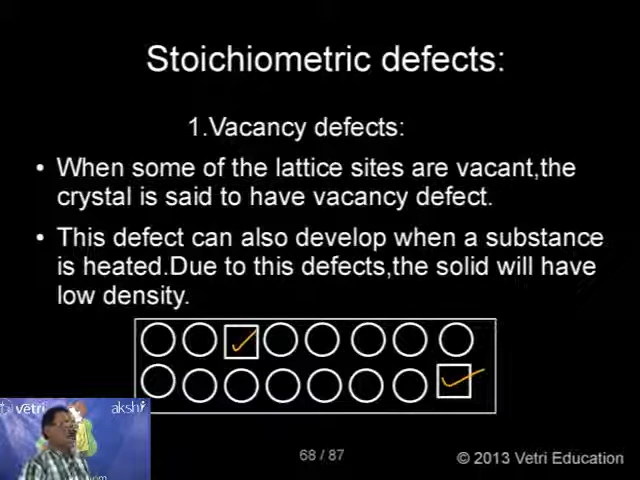 Stoichiometric defects:
1.Vacancy defects:
• When some of the lattice sites are vacant,the
crystal is said to have vacancy defect.
• This defect can also develop when a substance
is heated.Due to this defects,the solid will have
low density.
vetri
akshi
68 / 87
© 2013 Vetri Education